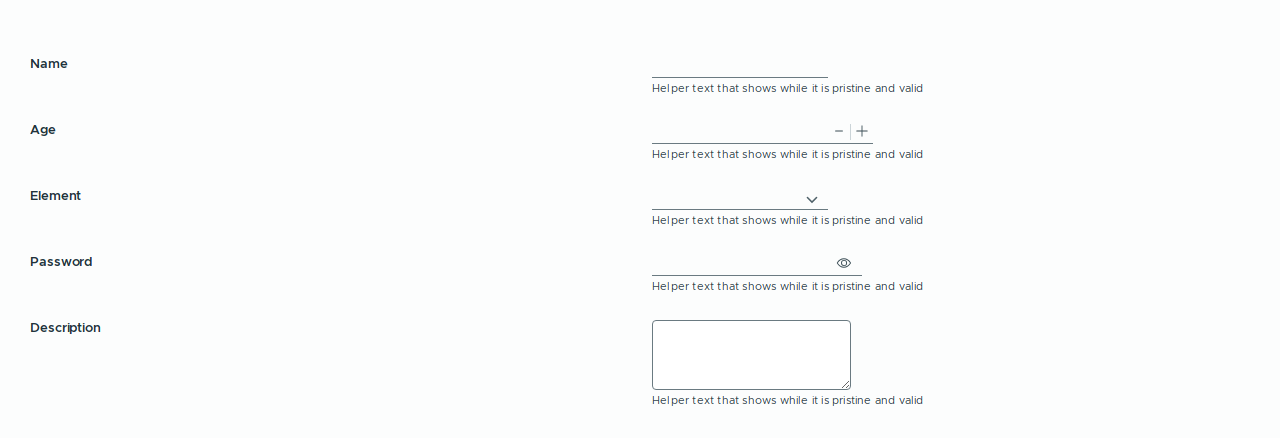 Name
Helper text that shows while it is pristine and valid
Age
Helper text that shows while it is pristine and valid
Element
Helper text that shows while it is pristine and valid
Password
Helper text that shows while it is pristine and valid
Description
Helper text that shows while it is pristine and valid